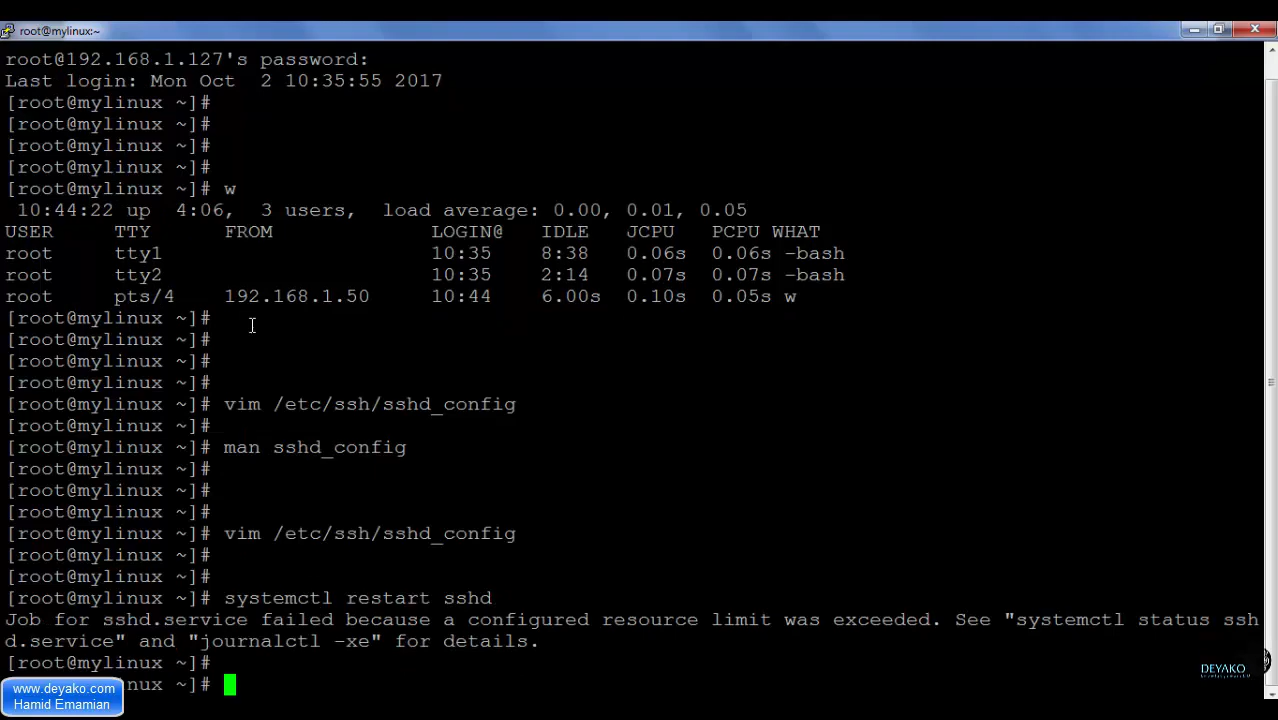 root@mylinux:~
root@192.168.1.127's password:
Last login: Mon Oct  2 10:35:55 2017
[root@mylinux ~]#
[root@mylinux ~]#
[root@mylinux ~]#
[root@mylinux ~]#
[root@mylinux ~]# w
 10:44:22 up  4:06,  3 users,  load average: 0.00, 0.01, 0.05
USER     TTY      FROM             LOGIN@   IDLE   JCPU   PCPU WHAT
root     tty1                      10:35    8:38   0.06s  0.06s -bash
root     tty2                      10:35    2:14   0.07s  0.07s -bash
root     pts/4    192.168.1.50     10:44    6.00s  0.10s  0.05s w
[root@mylinux ~]#
[root@mylinux ~]#
[root@mylinux ~]#
[root@mylinux ~]#
[root@mylinux ~]# vim /etc/ssh/sshd_config
[root@mylinux ~]#
[root@mylinux ~]# man sshd_config
[root@mylinux ~]#
[root@mylinux ~]#
[root@mylinux ~]#
[root@mylinux ~]# vim /etc/ssh/sshd_config
[root@mylinux ~]#
[root@mylinux ~]#
[root@mylinux ~]# systemctl restart sshd
Job for sshd.service failed because a configured resource limit was exceeded. See "systemctl status ssh
d.service" and "journalctl -xe" for details.
[root@mylinux ~]#
inux ~]#
DEYAKO
www.deyako.com
Hamid Emamian